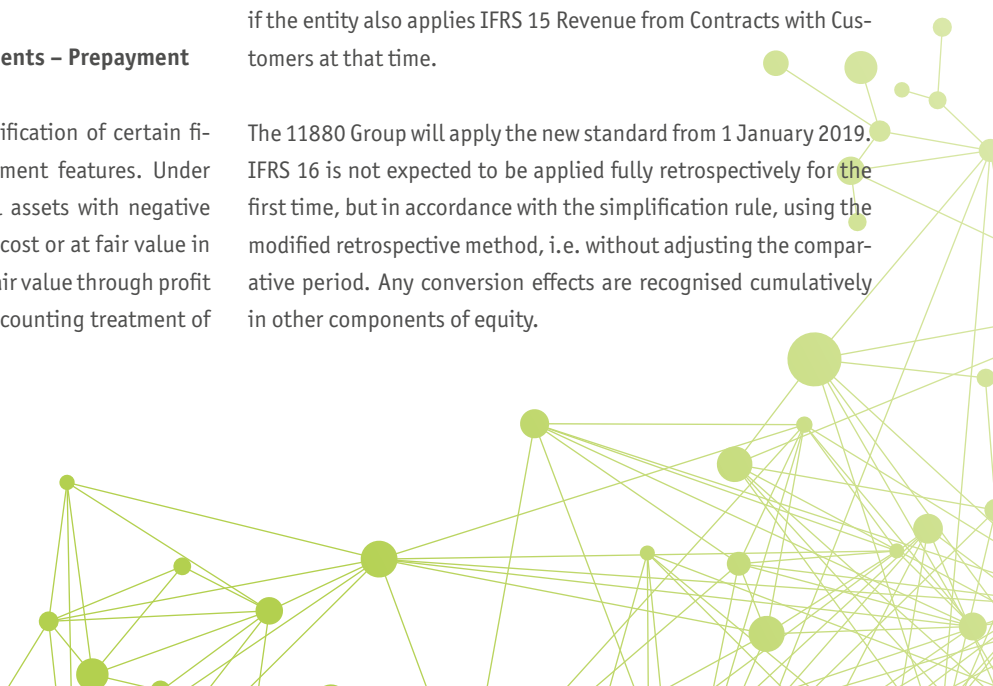 ents – Prepayment
ification of certain fi-
ment features. Under
assets with negative
cost or at fair value in
air value through profit
counting treatment of
if the entity also applies IFRS 15 Revenue from Contracts with Cus-
tomers at that time.
The 11880 Group will apply the new standard from 1 January 2019.
IFRS 16 is not expected to be applied fully retrospectively for the
first time, but in accordance with the simplification rule, using the
modified retrospective method, i.e. without adjusting the compar-
ative period. Any conversion effects are recognised cumulatively
in other components of equity.